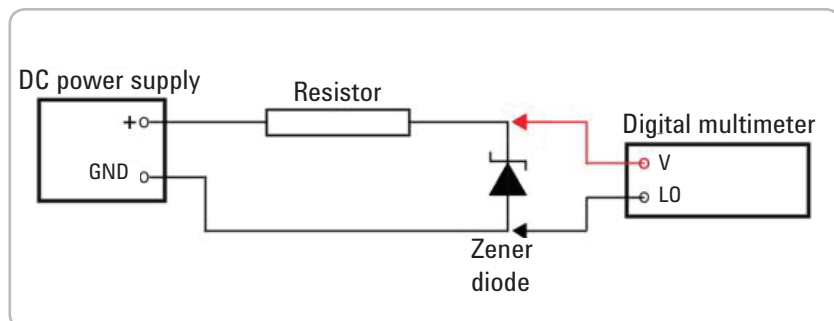 DC power supply
Resistor
Digital multimeter
+
GND
V
LO
Zener
diode